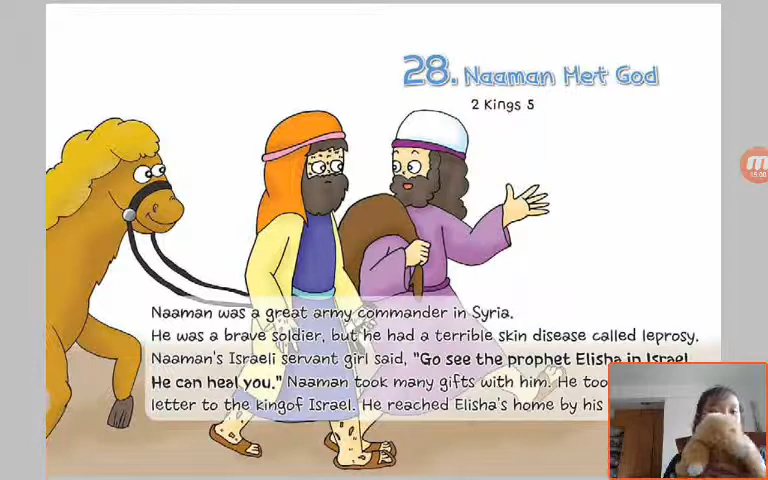 28. Naaman Met God
2 Kings 5
Naaman was a great army commander in Syria.
He was a brave soldier, but he had a terrible skin disease called leprosy.
Naaman's Israeli servant girl said, "Go see the prophet Elisha in Israel.
He can heal you." Naaman took many gifts with him. He too
letter to the kingof Israel. He reached Elisha's home by his
M
15:00